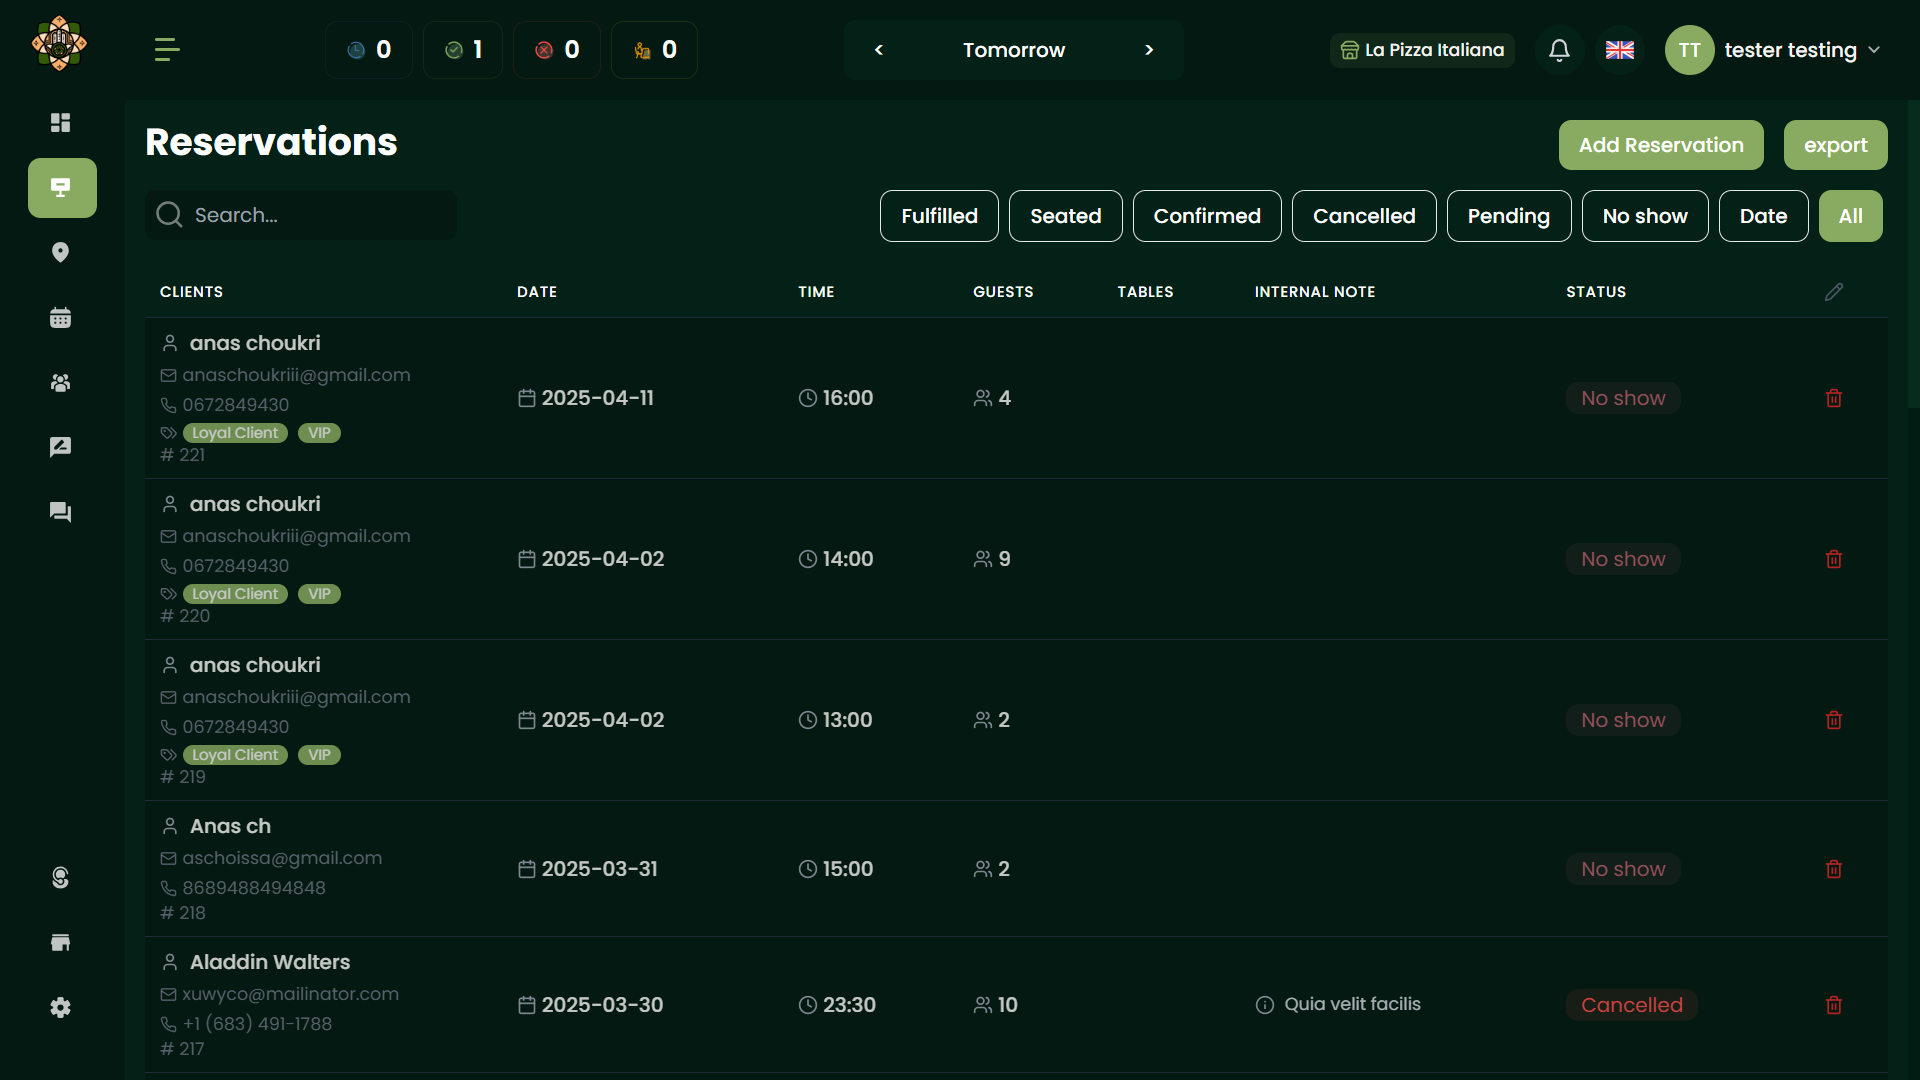 0 1 0 0 Tomorrow La Pizza Italiana TT tester testing
Reservations Add Reservation export
Search... Fulfilled Seated Confirmed Cancelled Pending No show Date All
CLIENTS DATE TIME GUESTS TABLES INTERNAL NOTE STATUS
anas choukri
anaschoukriii@gmail.com
0672849430
Loyal Client VIP
# 221
2025-04-11 16:00 4 No show
anas choukri
anaschoukriii@gmail.com
0672849430
Loyal Client VIP
# 220
2025-04-02 14:00 9 No show
anas choukri
anaschoukriii@gmail.com
0672849430
Loyal Client VIP
# 219
2025-04-02 13:00 2 No show
Anas ch
aschoissa@gmail.com
8689488494848
# 218
2025-03-31 15:00 2 No show
Aladdin Walters
xuwyco@mailinator.com
+1 (683) 491-1788
# 217
2025-03-30 23:30 10 Quia velit facilis Cancelled